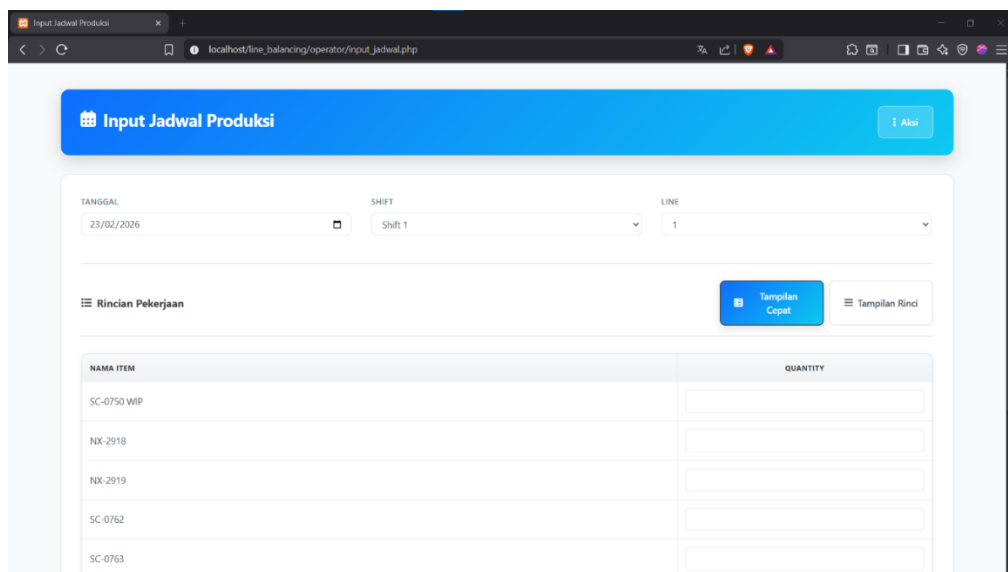 Input Jadwal Produksi
localhost/line_balancing/operator/input_jadwal.php
Input Jadwal Produksi
Aksi
TANGGAL SHIFT LINE
23/02/2026 Shift 1 1
Rincian Pekerjaan
Tampilan
Cepat
Tampilan Rinci
NAMA ITEM QUANTITY
SC-0750 WIP
NX-2918
NX-2919
SC-0762
SC-0763